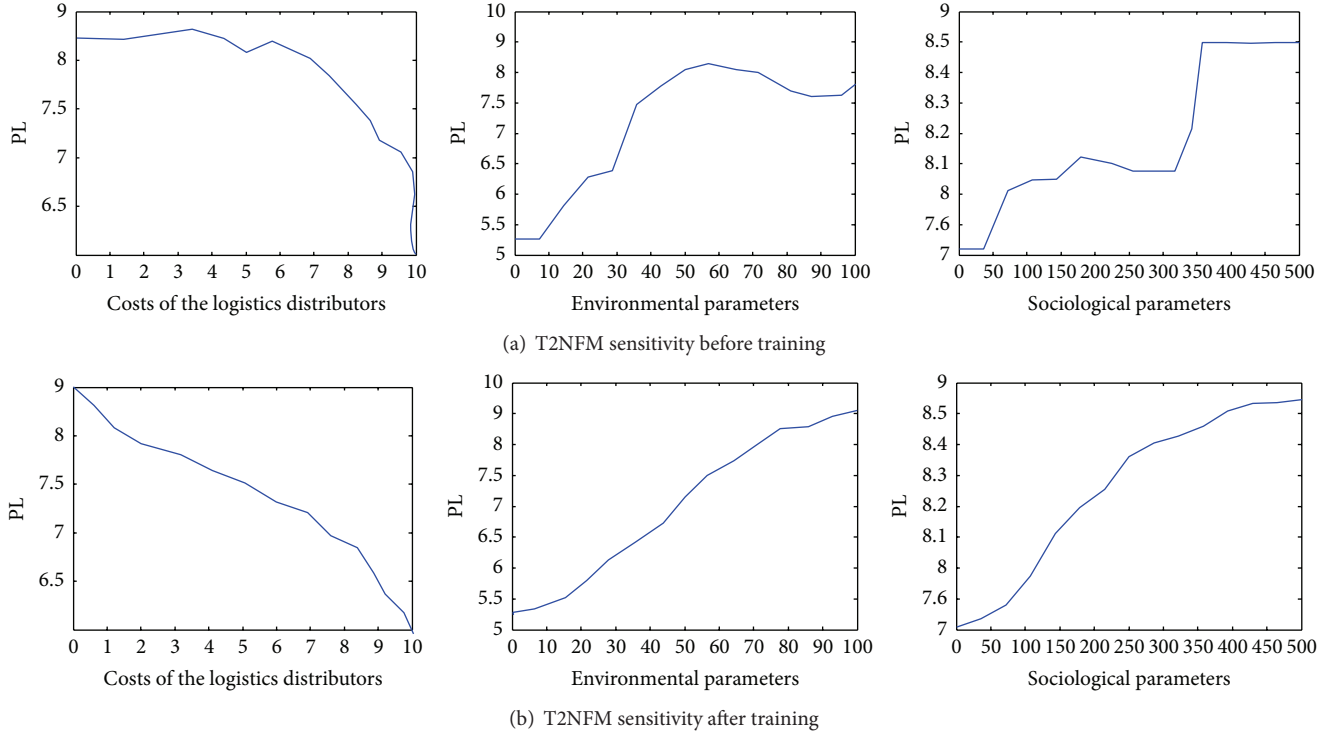 9
8
7.5
7
6.5
PL
0 1 2 3 4 5 6 7 8 9 10
Costs of the logistics distributors
10
9
8
7.5
7
6.5
6
5.5
5
PL
0 10 20 30 40 50 60 70 80 90 100
Environmental parameters
9
8.5
8.4
8.3
8.2
8.1
8
7.6
7
PL
0 50 100 150 200 250 300 350 400 450 500
Sociological parameters
(a) T2NFM sensitivity before training
9
8
7.5
7
6.5
PL
0 1 2 3 4 5 6 7 8 9 10
Costs of the logistics distributors
10
9
8
7.5
7
6.5
6
5.5
5
PL
0 10 20 30 40 50 60 70 80 90 100
Environmental parameters
9
8.5
8.4
8.3
8.2
8.1
8
7.6
7
PL
0 50 100 150 200 250 300 350 400 450 500
Sociological parameters
(b) T2NFM sensitivity after training